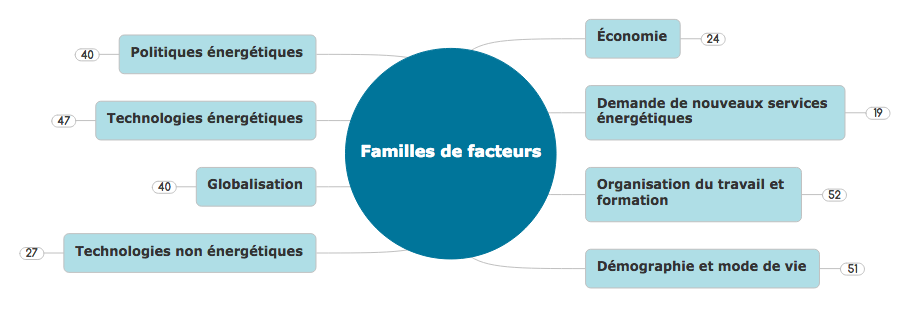 Politiques énergétiques
40
Technologies énergétiques
47
Globalisation
40
Technologies non énergétiques
27
Familles de facteurs
Économie
24
Demande de nouveaux services
énergétiques
19
Organisation du travail et
formation
52
Démographie et mode de vie
51